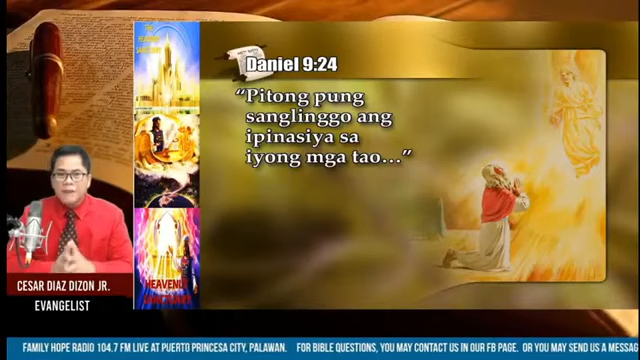 Daniel 9:24
“Pitong pung
sanglinggo ang
ipinasiya sa
iyong mga tao...”
HEAVENLY
SANCTUARY
CESAR DIAZ DIZON JR.
EVANGELIST
FAMILY HOPE RADIO 104.7 FM LIVE AT PUERTO PRINCESA CITY, PALAWAN. FOR BIBLE QUESTIONS, YOU MAY CONTACT US IN OUR FB PAGE. OR YOU MAY SEND US A MESSAG